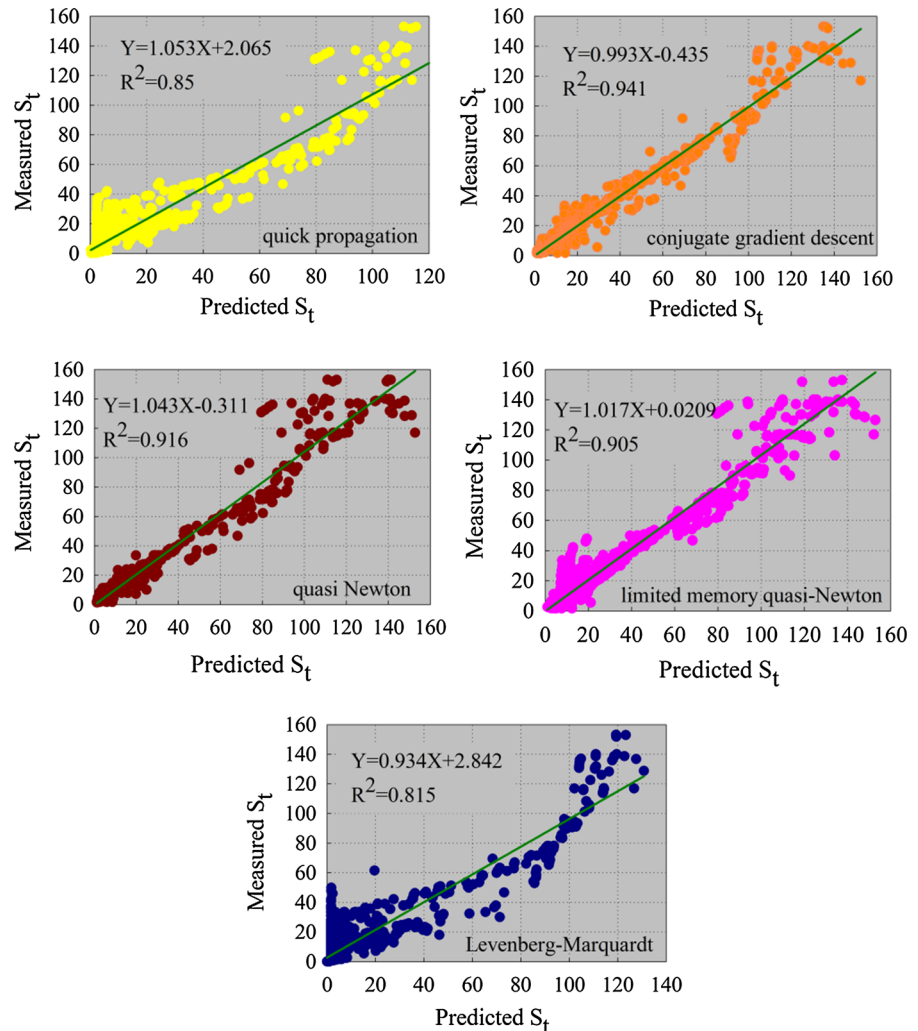 160
140
120
100
80
60
40
20
0
Measured St
Y=1.053X+2.065
R2=0.85
quick propagation
0 20 40 60 80 100 120
Predicted St
160
140
120
100
80
60
40
20
0
Measured St
Y=0.993X-0.435
R2=0.941
conjugate gradient descent
0 20 40 60 80 100 120 140 160
Predicted St
160
140
120
100
80
60
40
20
0
Measured St
Y=1.043X-0.311
R2=0.916
quasi Newton
0 20 40 60 80 100 120 140 160
Predicted St
160
140
120
100
80
60
40
20
0
Measured St
Y=1.017X+0.0209
R2=0.905
limited memory quasi-Newton
0 20 40 60 80 100 120 140 160
Predicted St
160
140
120
100
80
60
40
20
0
Measured St
Y=0.934X+2.842
R2=0.815
Levenberg-Marquardt
0 20 40 60 80 100 120 140
Predicted St